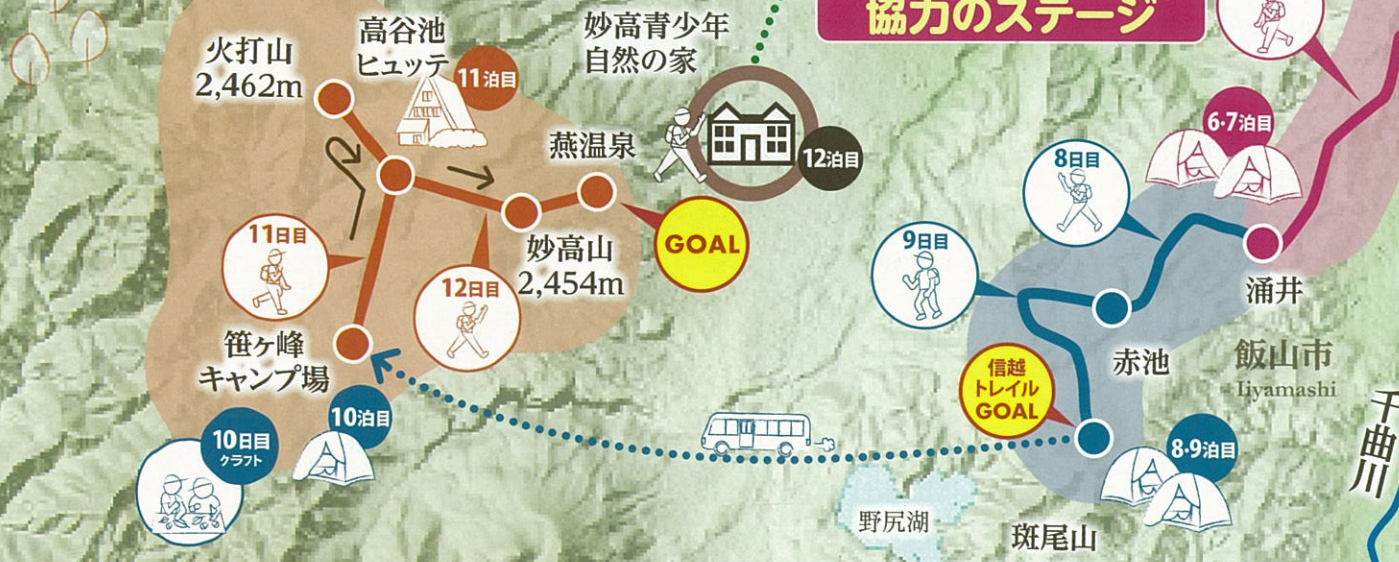 協力のステージ
火打山
2,462m
高谷池
ヒュッテ
11泊目
妙高青少年
自然の家
12泊目
燕温泉
GOAL
妙高山
2,454m
11日目
12日目
笹ヶ峰
キャンプ場
10泊目
10日目
クラフト
6・7泊目
8日目
9日目
涌井
赤池
飯山市
Iiyamashi
信越
トレイル
GOAL
8・9泊目
斑尾山
野尻湖
千曲川